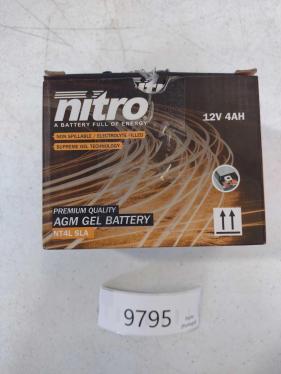 nitro
A BATTERY FULL OF ENERGY
12V 4AH
NON SPILLABLE / ELECTROLYTE FILLED
SUPREME GEL TECHNOLOGY
PREMIUM QUALITY
AGM GEL BATTERY
NT4L SLA
9795